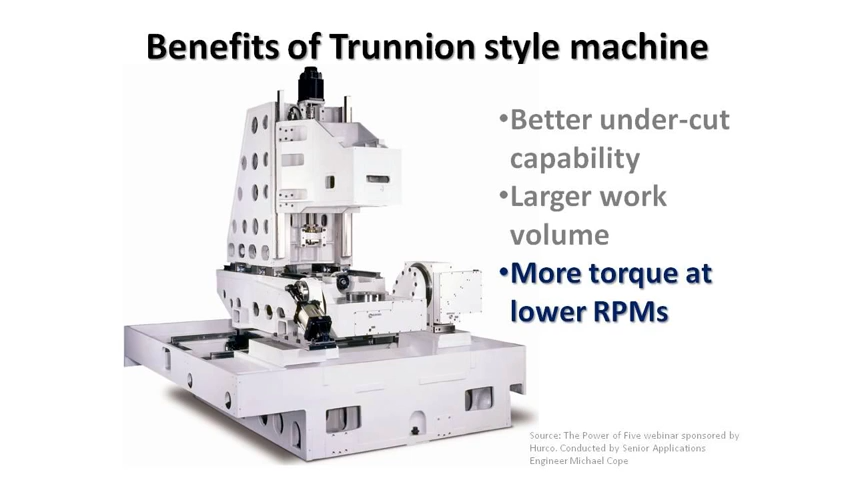 Benefits of Trunnion style machine
•Better under-cut
capability
•Larger work
volume
•More torque at
lower RPMs
Source: The Power of Five webinar sponsored by
Hurco. Conducted by Senior Applications
Engineer Michael Cope